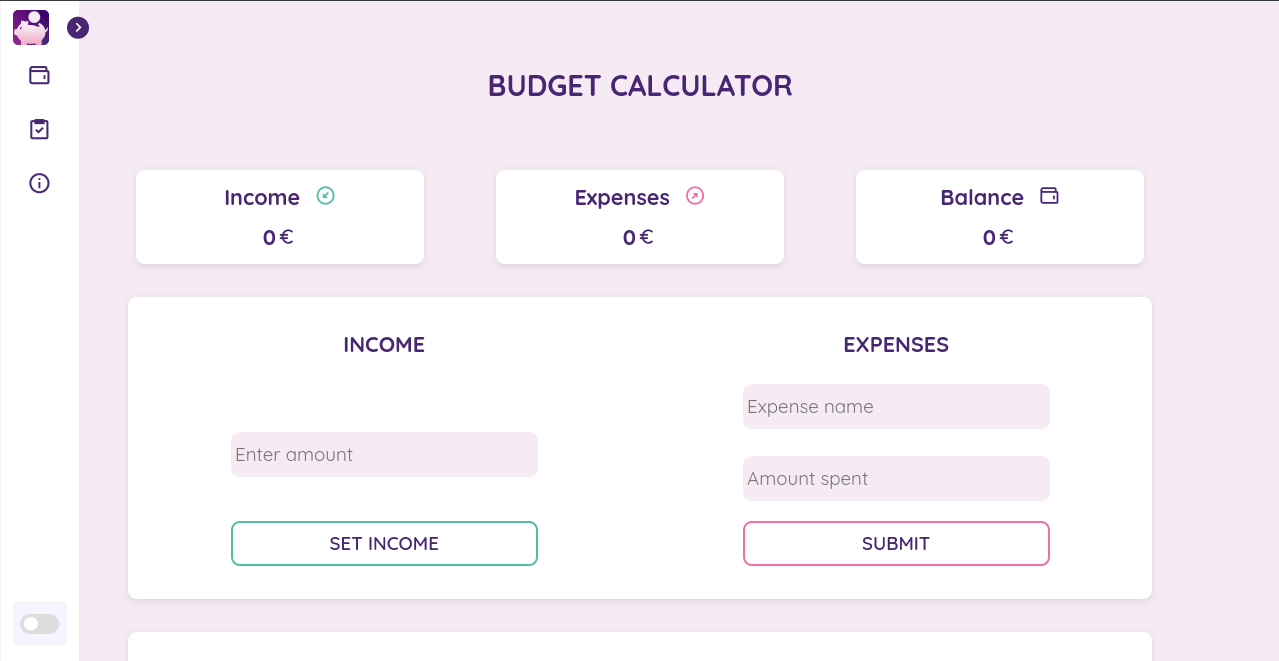 BUDGET CALCULATOR
Income
0 €
Expenses
0 €
Balance
0 €
INCOME
Enter amount
SET INCOME
EXPENSES
Expense name
Amount spent
SUBMIT